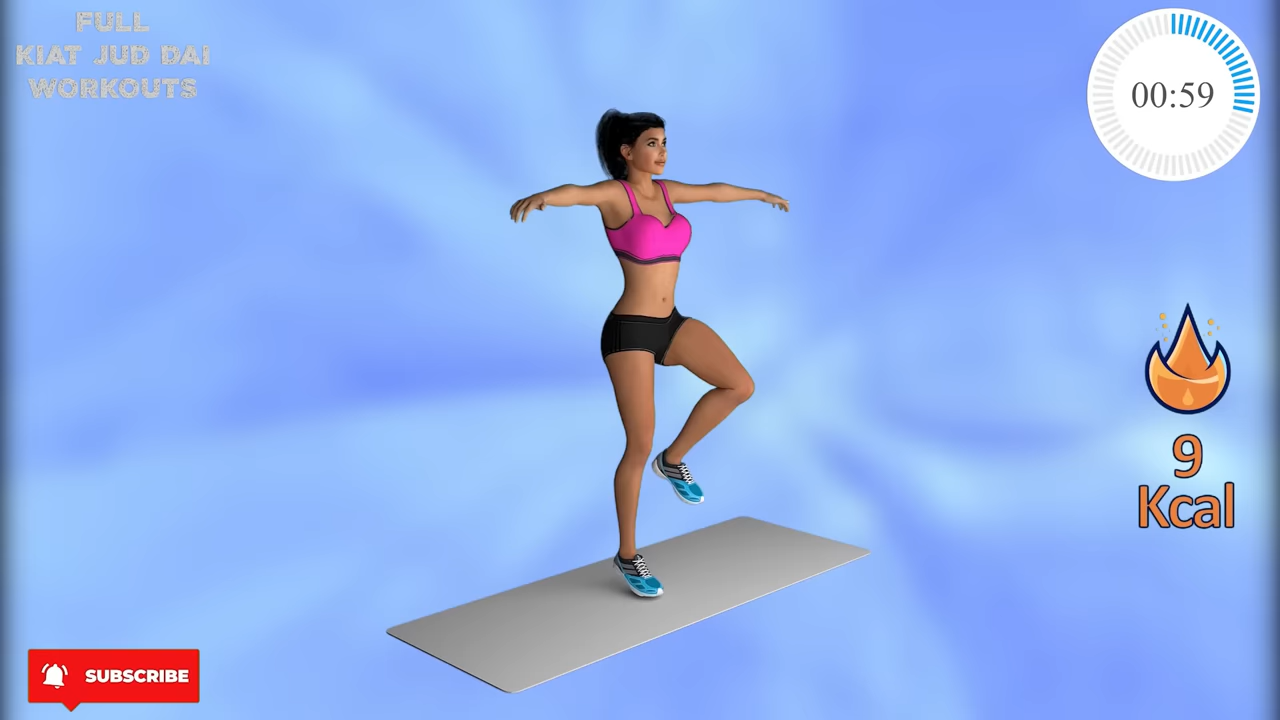 FULL
KIAT JUD DAI
WORKOUTS
00:59
9
Kcal
SUBSCRIBE